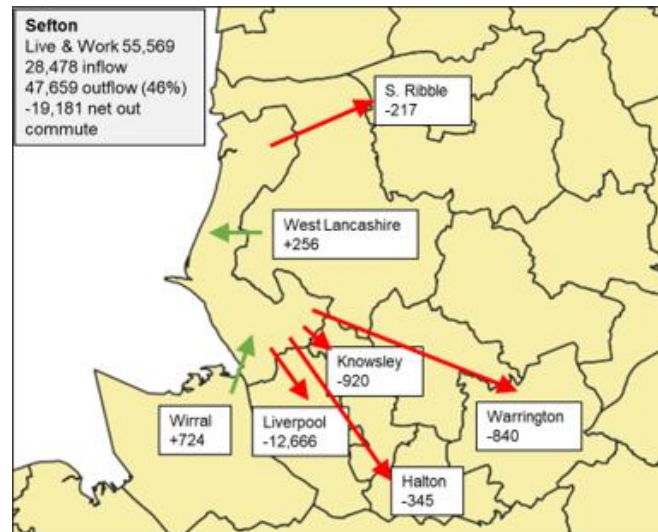 Sefton
Live & Work 55,569
28,478 inflow
47,659 outflow (46%)
-19,181 net out
commute
S. Ribble
-217
West Lancashire
+256
Knowsley
-920
Wirral
+724
Liverpool
-12,666
Warrington
-840
Halton
-345